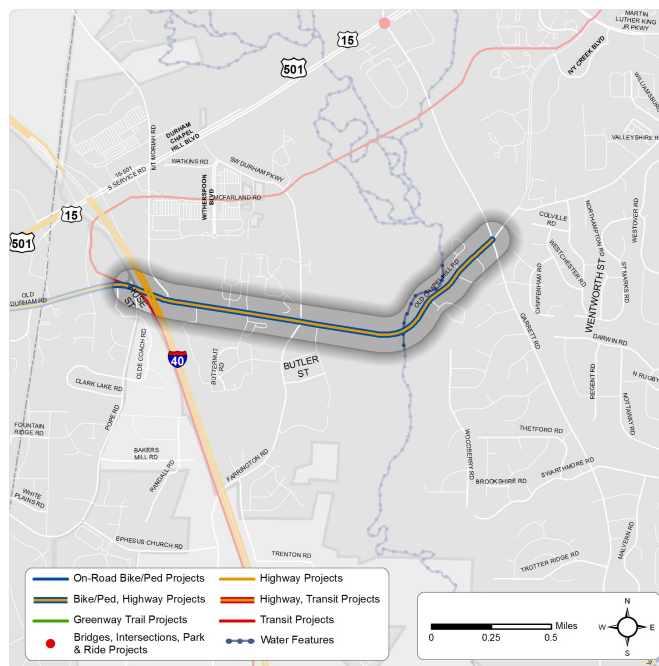 MARTIN
LUTHER KING
JR PKWY
15
501
IVY CREEK BLVD
WILLIAMSBURG
VALLEYSHIRE RD
MT MORIAH RD
DURHAM
CHAPEL
HILL BLVD
15-501
S SERVICE RD
WATKINS RD
SW DURHAM PKWY
WITHERSPOON
BLVD
MCFARLAND RD
15
501
COLVILLE
RD
NORTHAMPTON RD
WESTOVER RD
WESTCHESTER RD
ST MARKS RD
CHIPPENHAM RD
WENTWORTH ST
OLD
DURHAM RD
HOSE
ST
OLD CHAPEL HILL RD
GARRETT RD
DARWIN RD
OLDE COACH RD
40
BUTTERNUT
RD
BUTLER
ST
CLARK LAKE RD
POPE RD
N RUGBY
REGENT RD
NOTTAWAY RD
FOUNTAIN
RIDGE RD
BAKERS
MILL RD
RANDALL RD
FARRINGTON RD
THETFORD RD
WOODBERRY RD
BROOKSHIRE RD
SWARTHMORE RD
WHITE
PLAINS RD
EPHESUS CHURCH RD
TRENTON RD
TROTTER RIDGE RD
MALVERN RD
On-Road Bike/Ped Projects
Highway Projects
Bike/Ped, Highway Projects
Highway, Transit Projects
Greenway Trail Projects
Transit Projects
Bridges, Intersections, Park
& Ride Projects
Water Features
0 0.25 0.5
Miles
N
W E
S